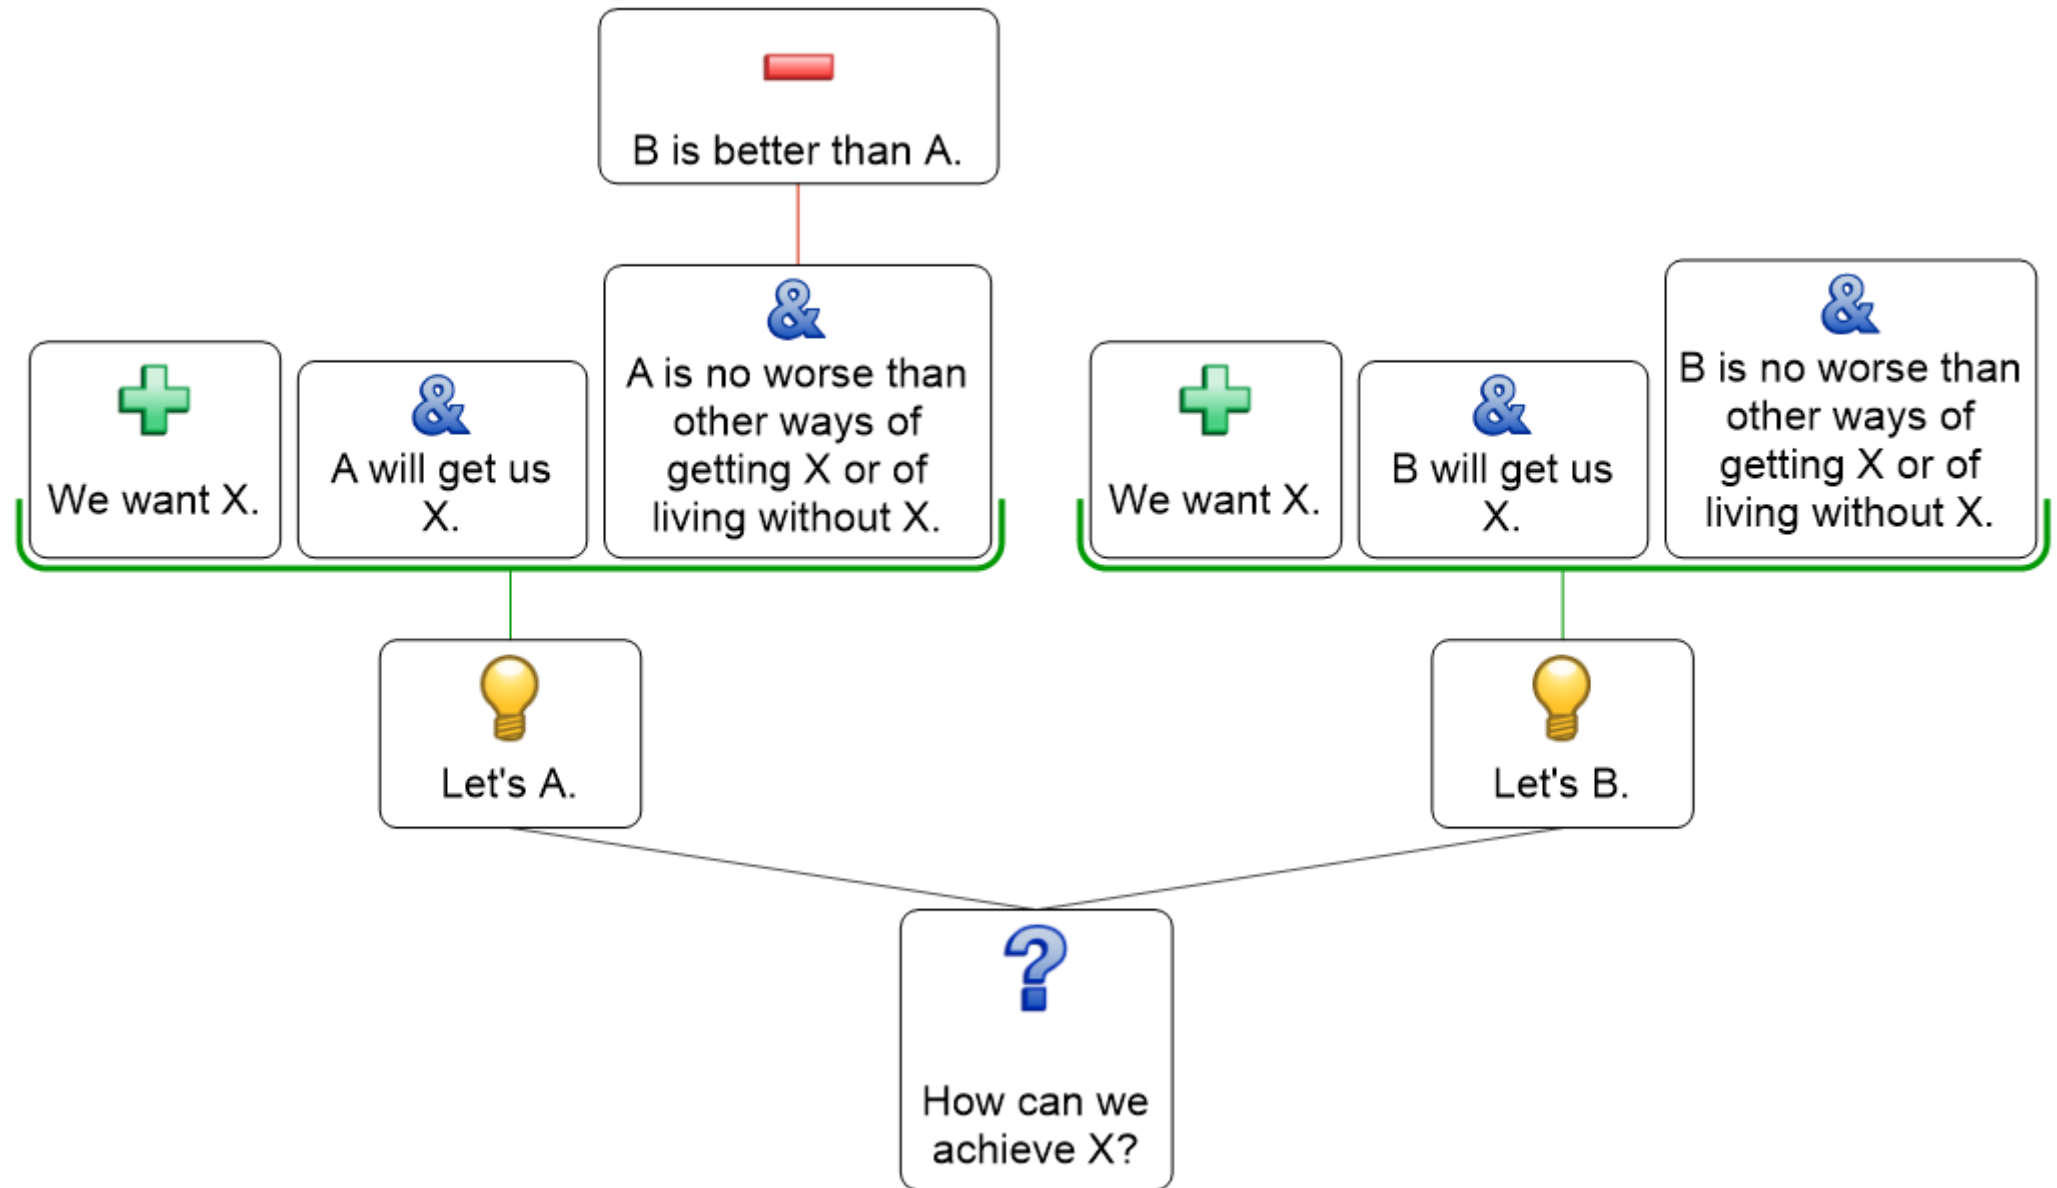 B is better than A.
We want X.
&
A will get us
X.
&
A is no worse than
other ways of
getting X or of
living without X.
We want X.
&
B will get us
X.
&
B is no worse than
other ways of
getting X or of
living without X.
Let's A.
Let's B.
?
How can we
achieve X?